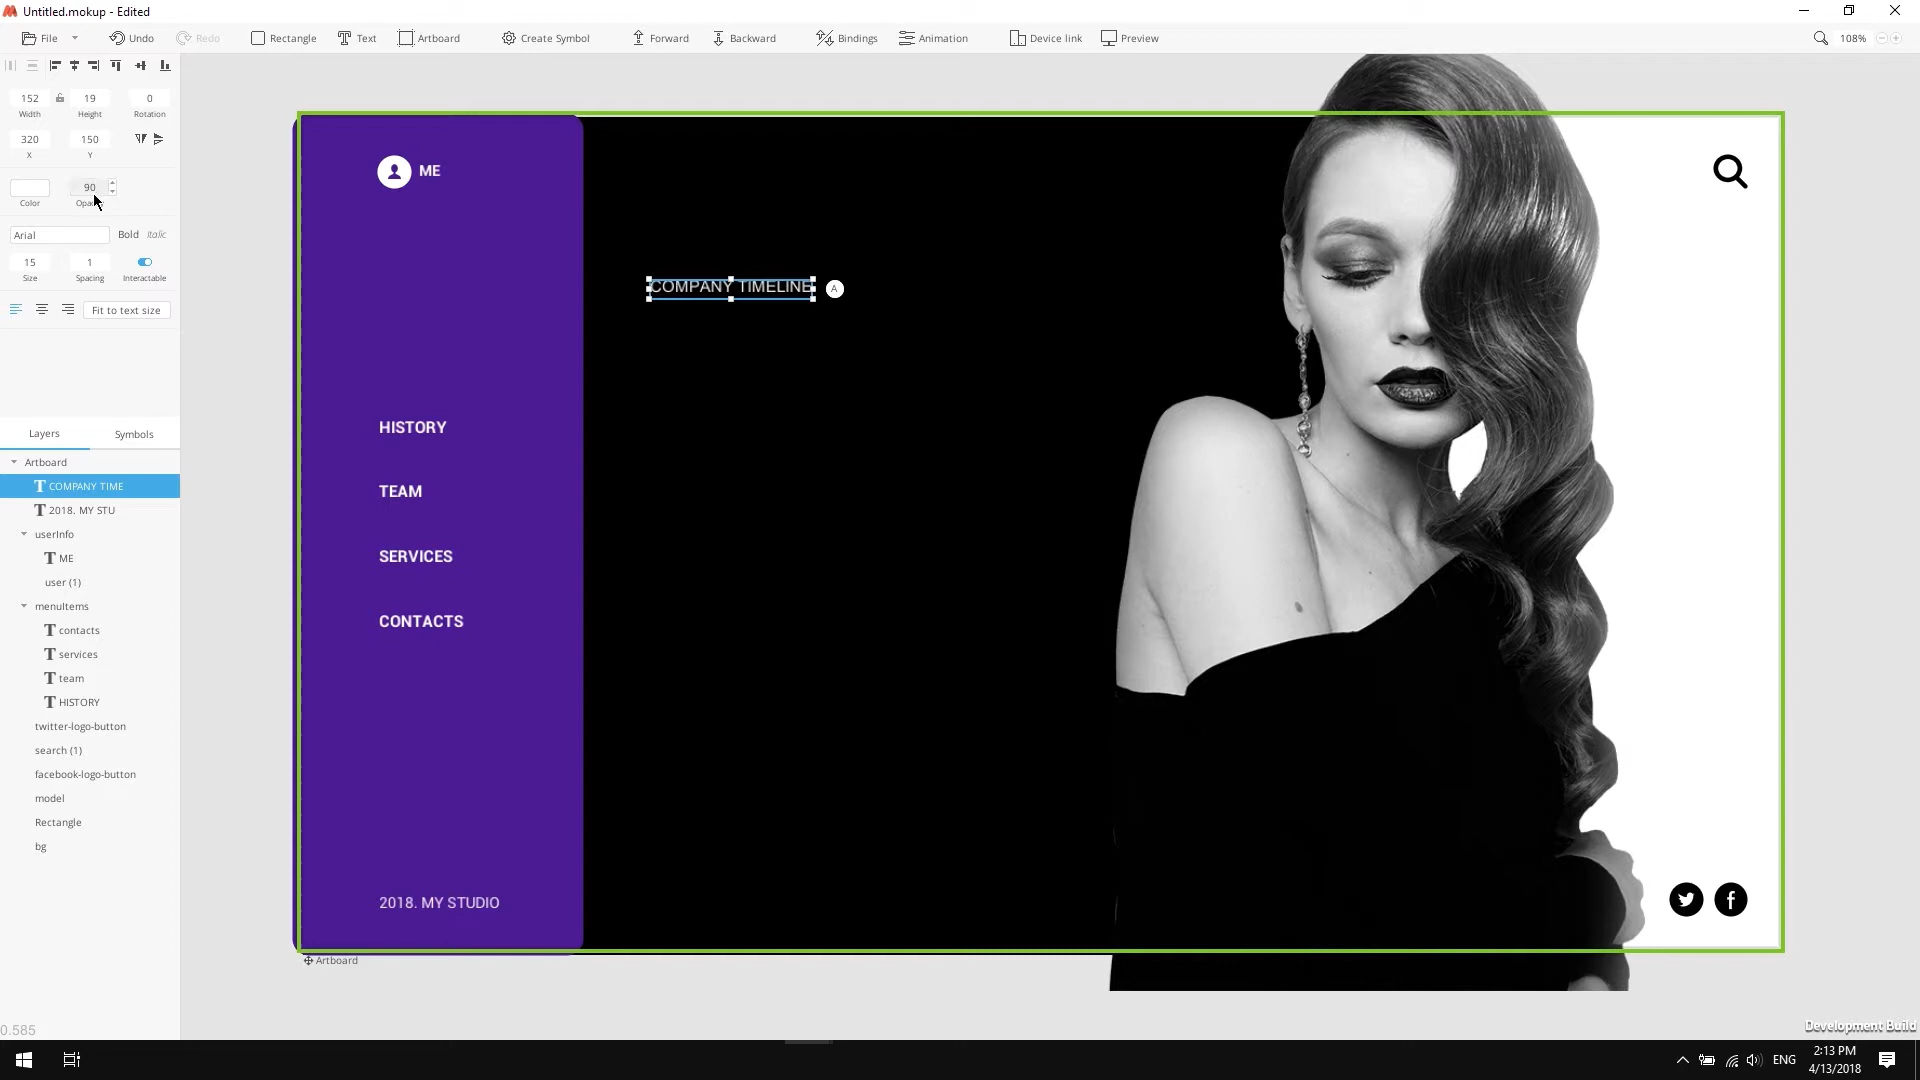 Untitled.mokup - Edited
File
Undo
Redo
Rectangle
Text
Artboard
Create Symbol
Forward
Backward
Bindings
Animation
Device link
Preview
108%
152
19
0
Width
Height
Rotation
320
150
X
Y
90
Color
Arial
Bold
Italic
15
1
Size
Spacing
Interactable
Fit to text size
Layers
Symbols
Artboard
COMPANY TIME
2018. MY STU
userInfo
ME
user (1)
menuItems
contacts
services
team
HISTORY
twitter-logo-button
search (1)
facebook-logo-button
model
Rectangle
bg
0.585
ME
COMPANY TIMELINE
A
HISTORY
TEAM
SERVICES
CONTACTS
2018. MY STUDIO
Artboard
Development Build
ENG
2:13 PM
4/13/2018